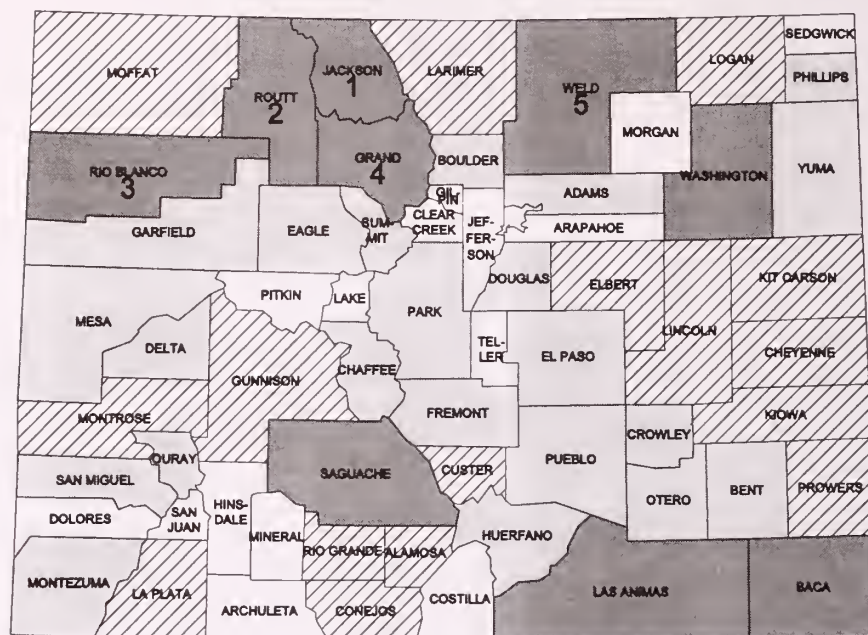 SEDGWICK
MOFFAT
JACKSON
1
LARIMER
WELD
5
LOGAN
PHILLIPS
ROUTT
2
MORGAN
RIO BLANCO
3
GRAND
4
BOULDER
WASHINGTON
YUMA
GIL-
PIN
ADAMS
CLEAR
CREEK
GARFIELD
EAGLE
SUM-
MIT
JEF-
FER-
SON
ARAPAHOE
DOUGLAS
ELBERT
KIT CARSON
PITKIN
LAKE
PARK
LINCOLN
MESA
DELTA
TEL-
LER
EL PASO
CHEYENNE
GUNNISON
CHAFFEE
MONTROSE
FREMONT
KIOWA
CROWLEY
OURAY
SAGUACHE
CUSTER
PUEBLO
SAN MIGUEL
OTERO
BENT
PROWERS
DOLORES
SAN
JUAN
HINS-
DALE
MINERAL
RIO GRANDE
ALAMOSA
HUERFANO
MONTEZUMA
LA PLATA
ARCHULETA
CONEJOS
COSTILLA
LAS ANIMAS
BACA